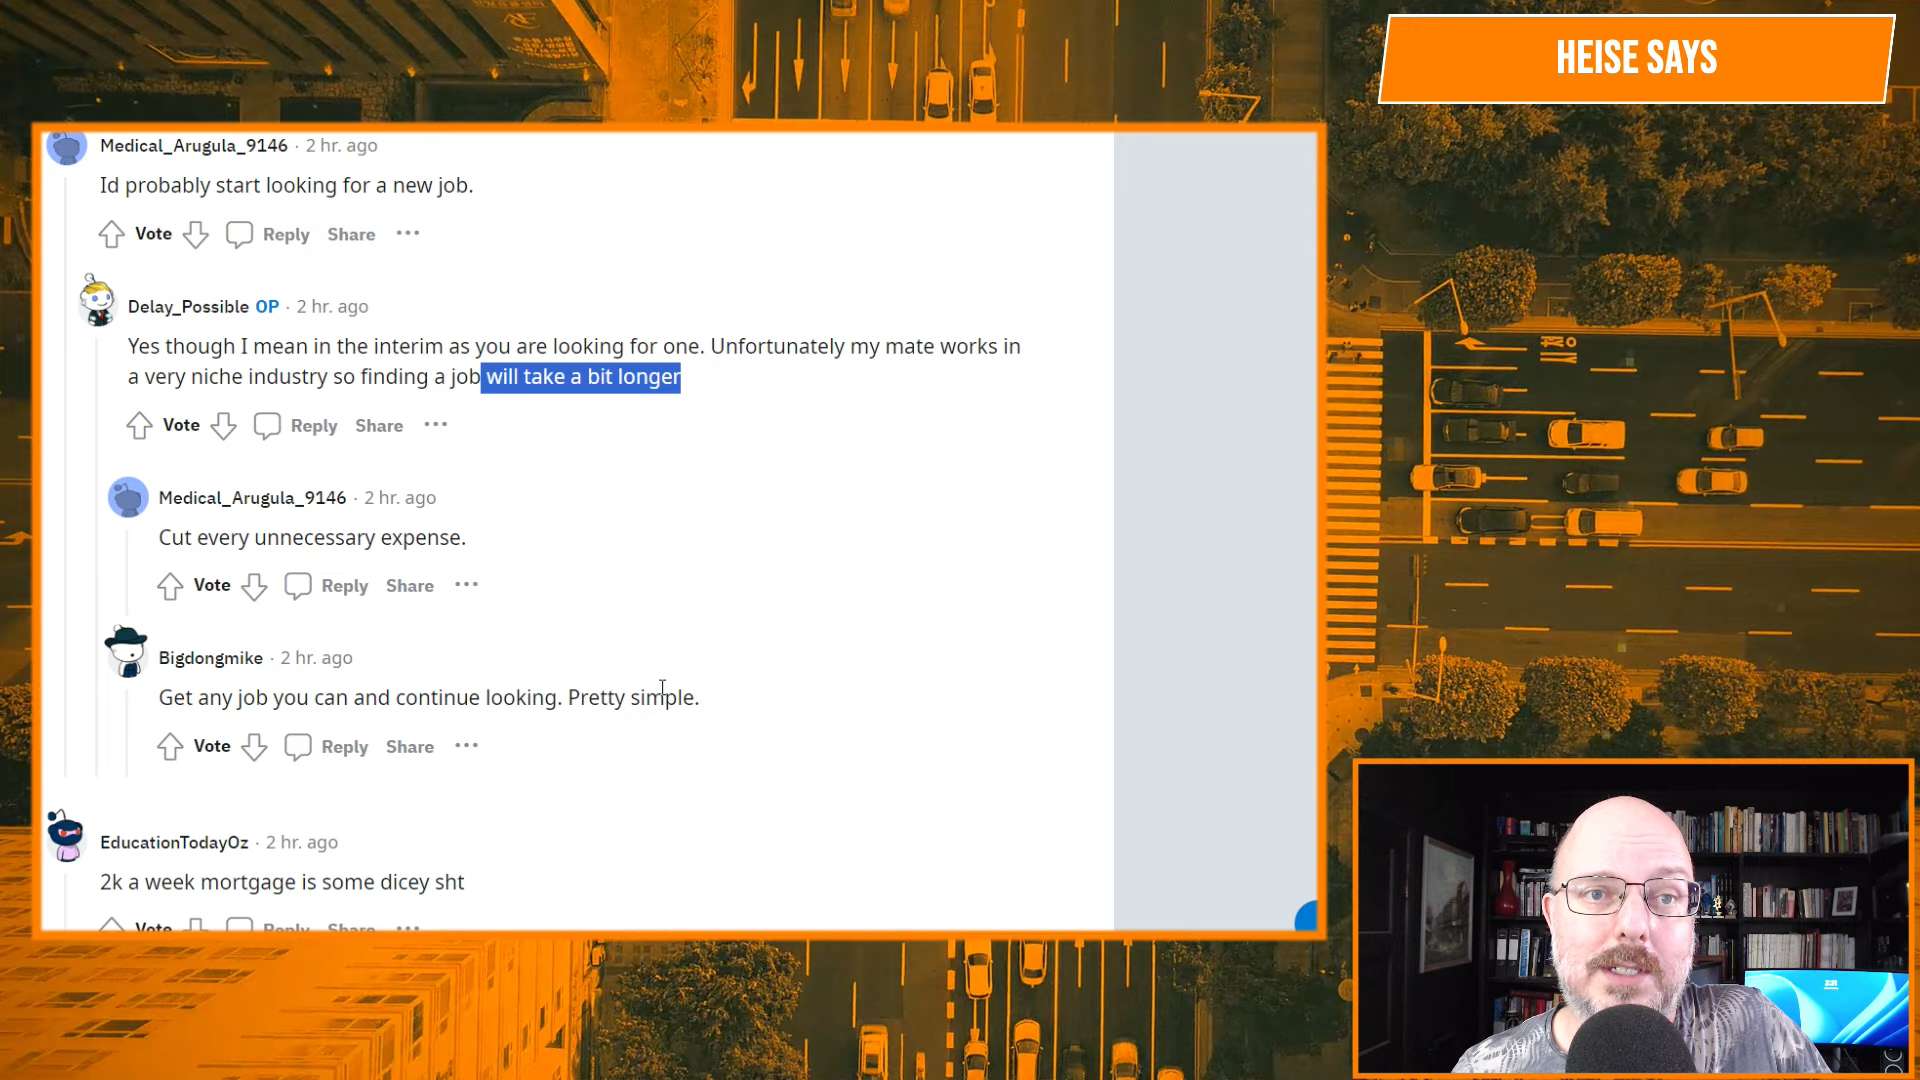 HEISE SAYS
Medical_Arugula_9146 · 2 hr. ago
Id probably start looking for a new job.
Vote Reply Share ···
Delay_Possible OP · 2 hr. ago
Yes though I mean in the interim as you are looking for one. Unfortunately my mate works in
a very niche industry so finding a job will take a bit longer
Vote Reply Share ···
Medical_Arugula_9146 · 2 hr. ago
Cut every unnecessary expense.
Vote Reply Share ···
Bigdongmike · 2 hr. ago
Get any job you can and continue looking. Pretty simple.
Vote Reply Share ···
EducationTodayOz · 2 hr. ago
2k a week mortgage is some dicey sht
Vote Reply Share ···